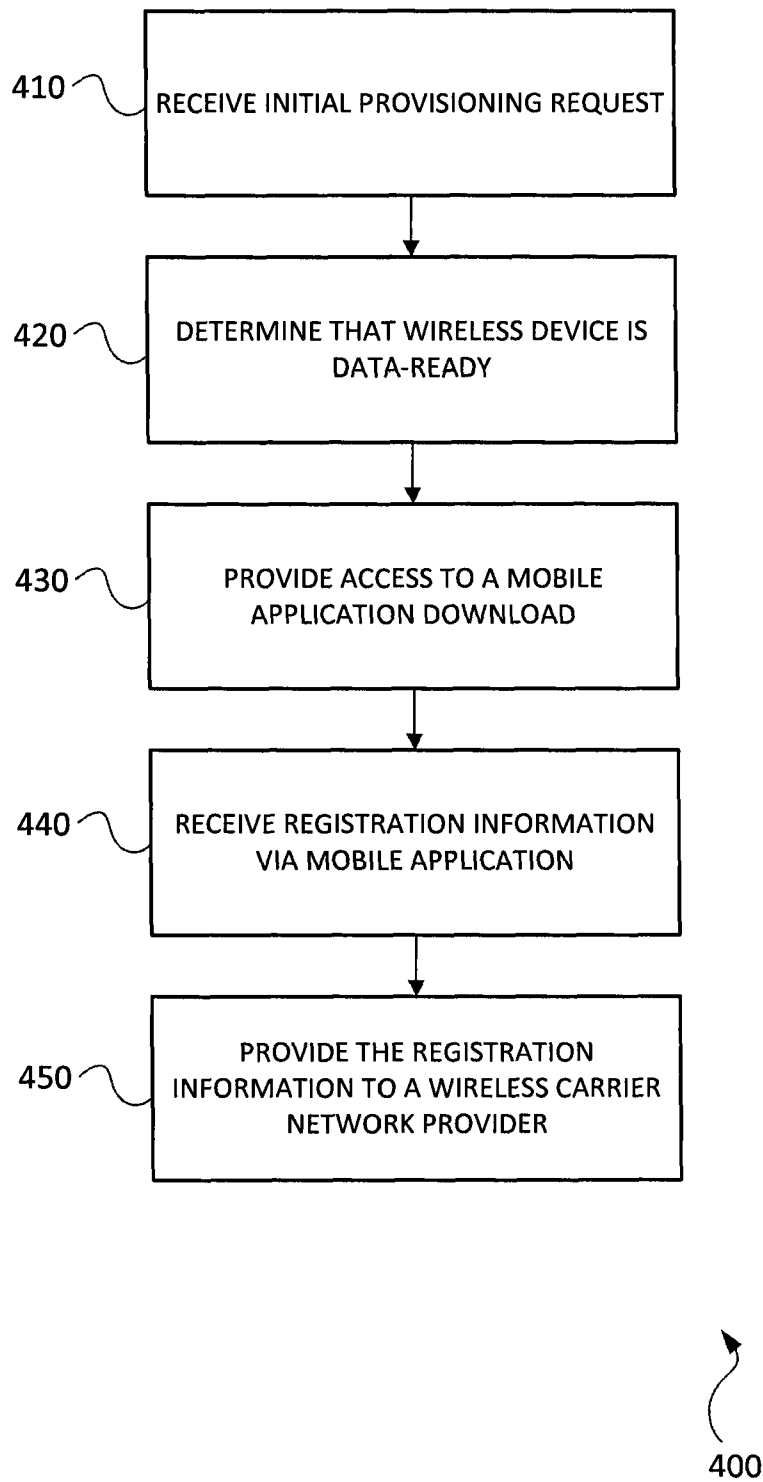 410
RECEIVE INITIAL PROVISIONING REQUEST
420
DETERMINE THAT WIRELESS DEVICE IS
DATA-READY
430
PROVIDE ACCESS TO A MOBILE
APPLICATION DOWNLOAD
440
RECEIVE REGISTRATION INFORMATION
VIA MOBILE APPLICATION
450
PROVIDE THE REGISTRATION
INFORMATION TO A WIRELESS CARRIER
NETWORK PROVIDER
400